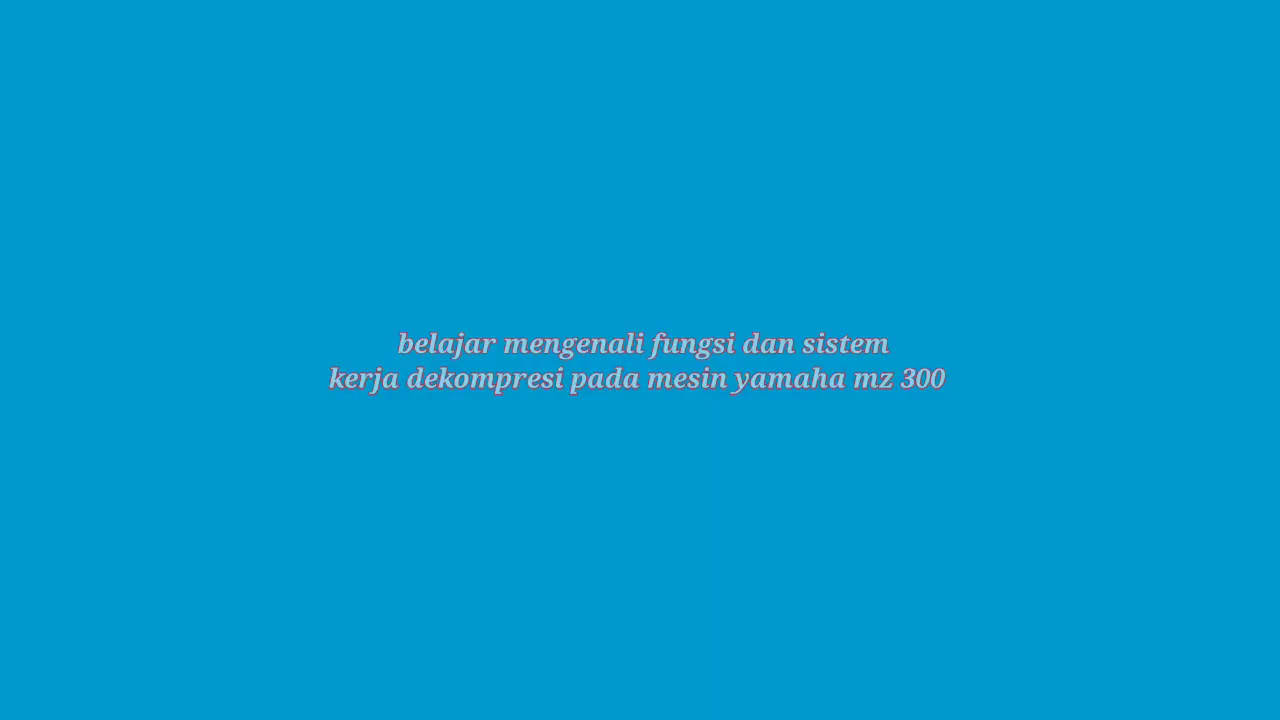 belajar mengenali fungsi dan sistem
kerja dekompresi pada mesin yamaha mz 300